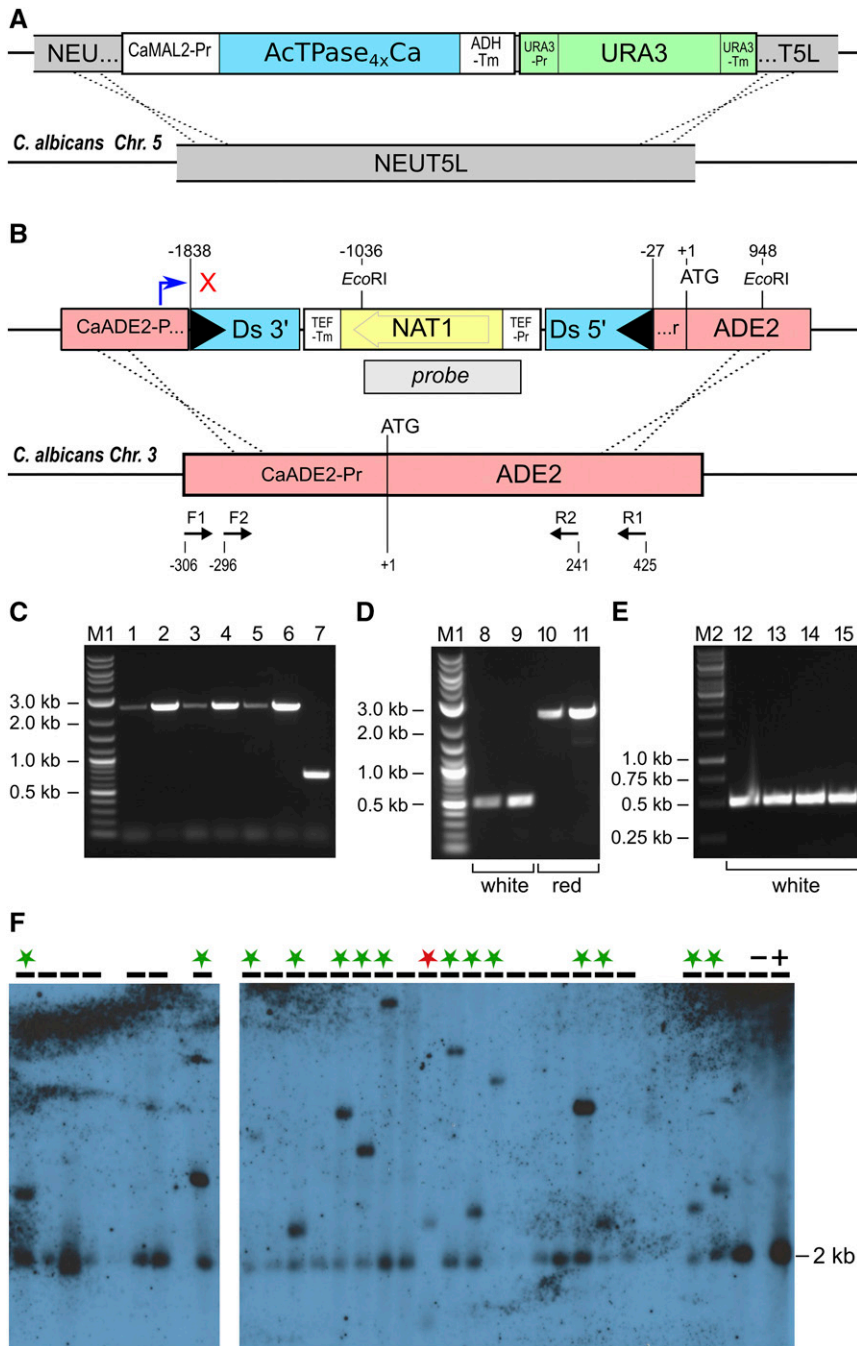 A
NEU... CaMAL2-Pr AcTPase4xCa ADH -Tm URA3 -Pr URA3 URA3 -Tm ...T5L
C. albicans Chr. 5
NEUT5L
B
-1838 -1036 -27 +1 948
X EcoRI ATG EcoRI
CaADE2-P... Ds 3' TEF -Tm NAT1 TEF -Pr Ds 5' ...r ADE2
probe
ATG
C. albicans Chr. 3
CaADE2-Pr ADE2
F1 F2 R2 R1
-306 -296 +1 241 425
C
M1 1 2 3 4 5 6 7
3.0 kb
2.0 kb
1.0 kb
0.5 kb
D
M1 8 9 10 11
3.0 kb
2.0 kb
1.0 kb
0.5 kb
white red
E
M2 12 13 14 15
1.0 kb
0.75 kb
0.5 kb
0.25 kb
white
F
− +
2 kb